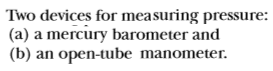 Two devices for measuring pressure:
(a) a mercury barometer and
(b) an open-tube manometer.